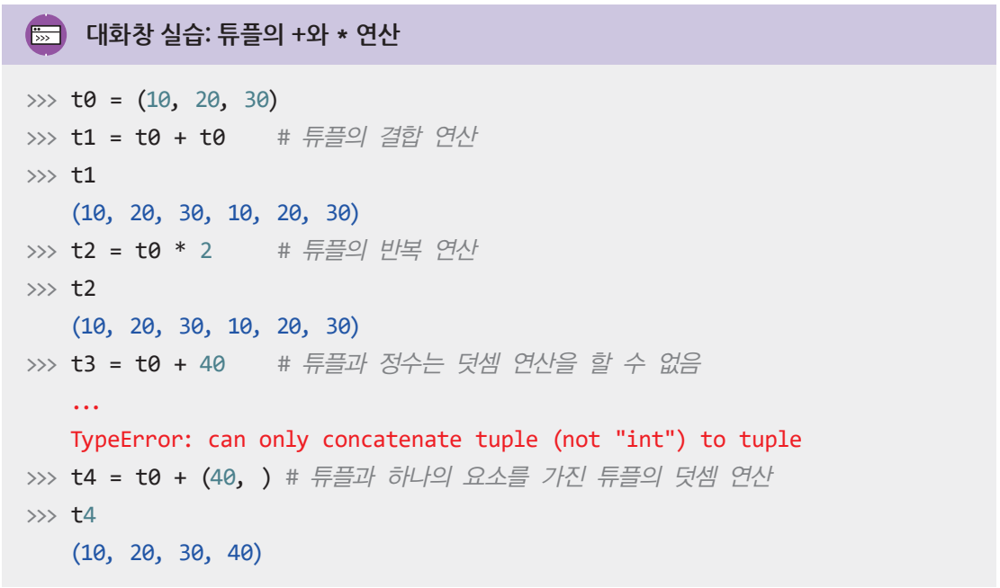 >>> 대화창 실습: 튜플의 +와 * 연산
>>> t0 = (10, 20, 30)
>>> t1 = t0 + t0    # 튜플의 결합 연산
>>> t1
    (10, 20, 30, 10, 20, 30)
>>> t2 = t0 * 2     # 튜플의 반복 연산
>>> t2
    (10, 20, 30, 10, 20, 30)
>>> t3 = t0 + 40    # 튜플과 정수는 덧셈 연산을 할 수 없음
    ...
    TypeError: can only concatenate tuple (not "int") to tuple
>>> t4 = t0 + (40, ) # 튜플과 하나의 요소를 가진 튜플의 덧셈 연산
>>> t4
    (10, 20, 30, 40)